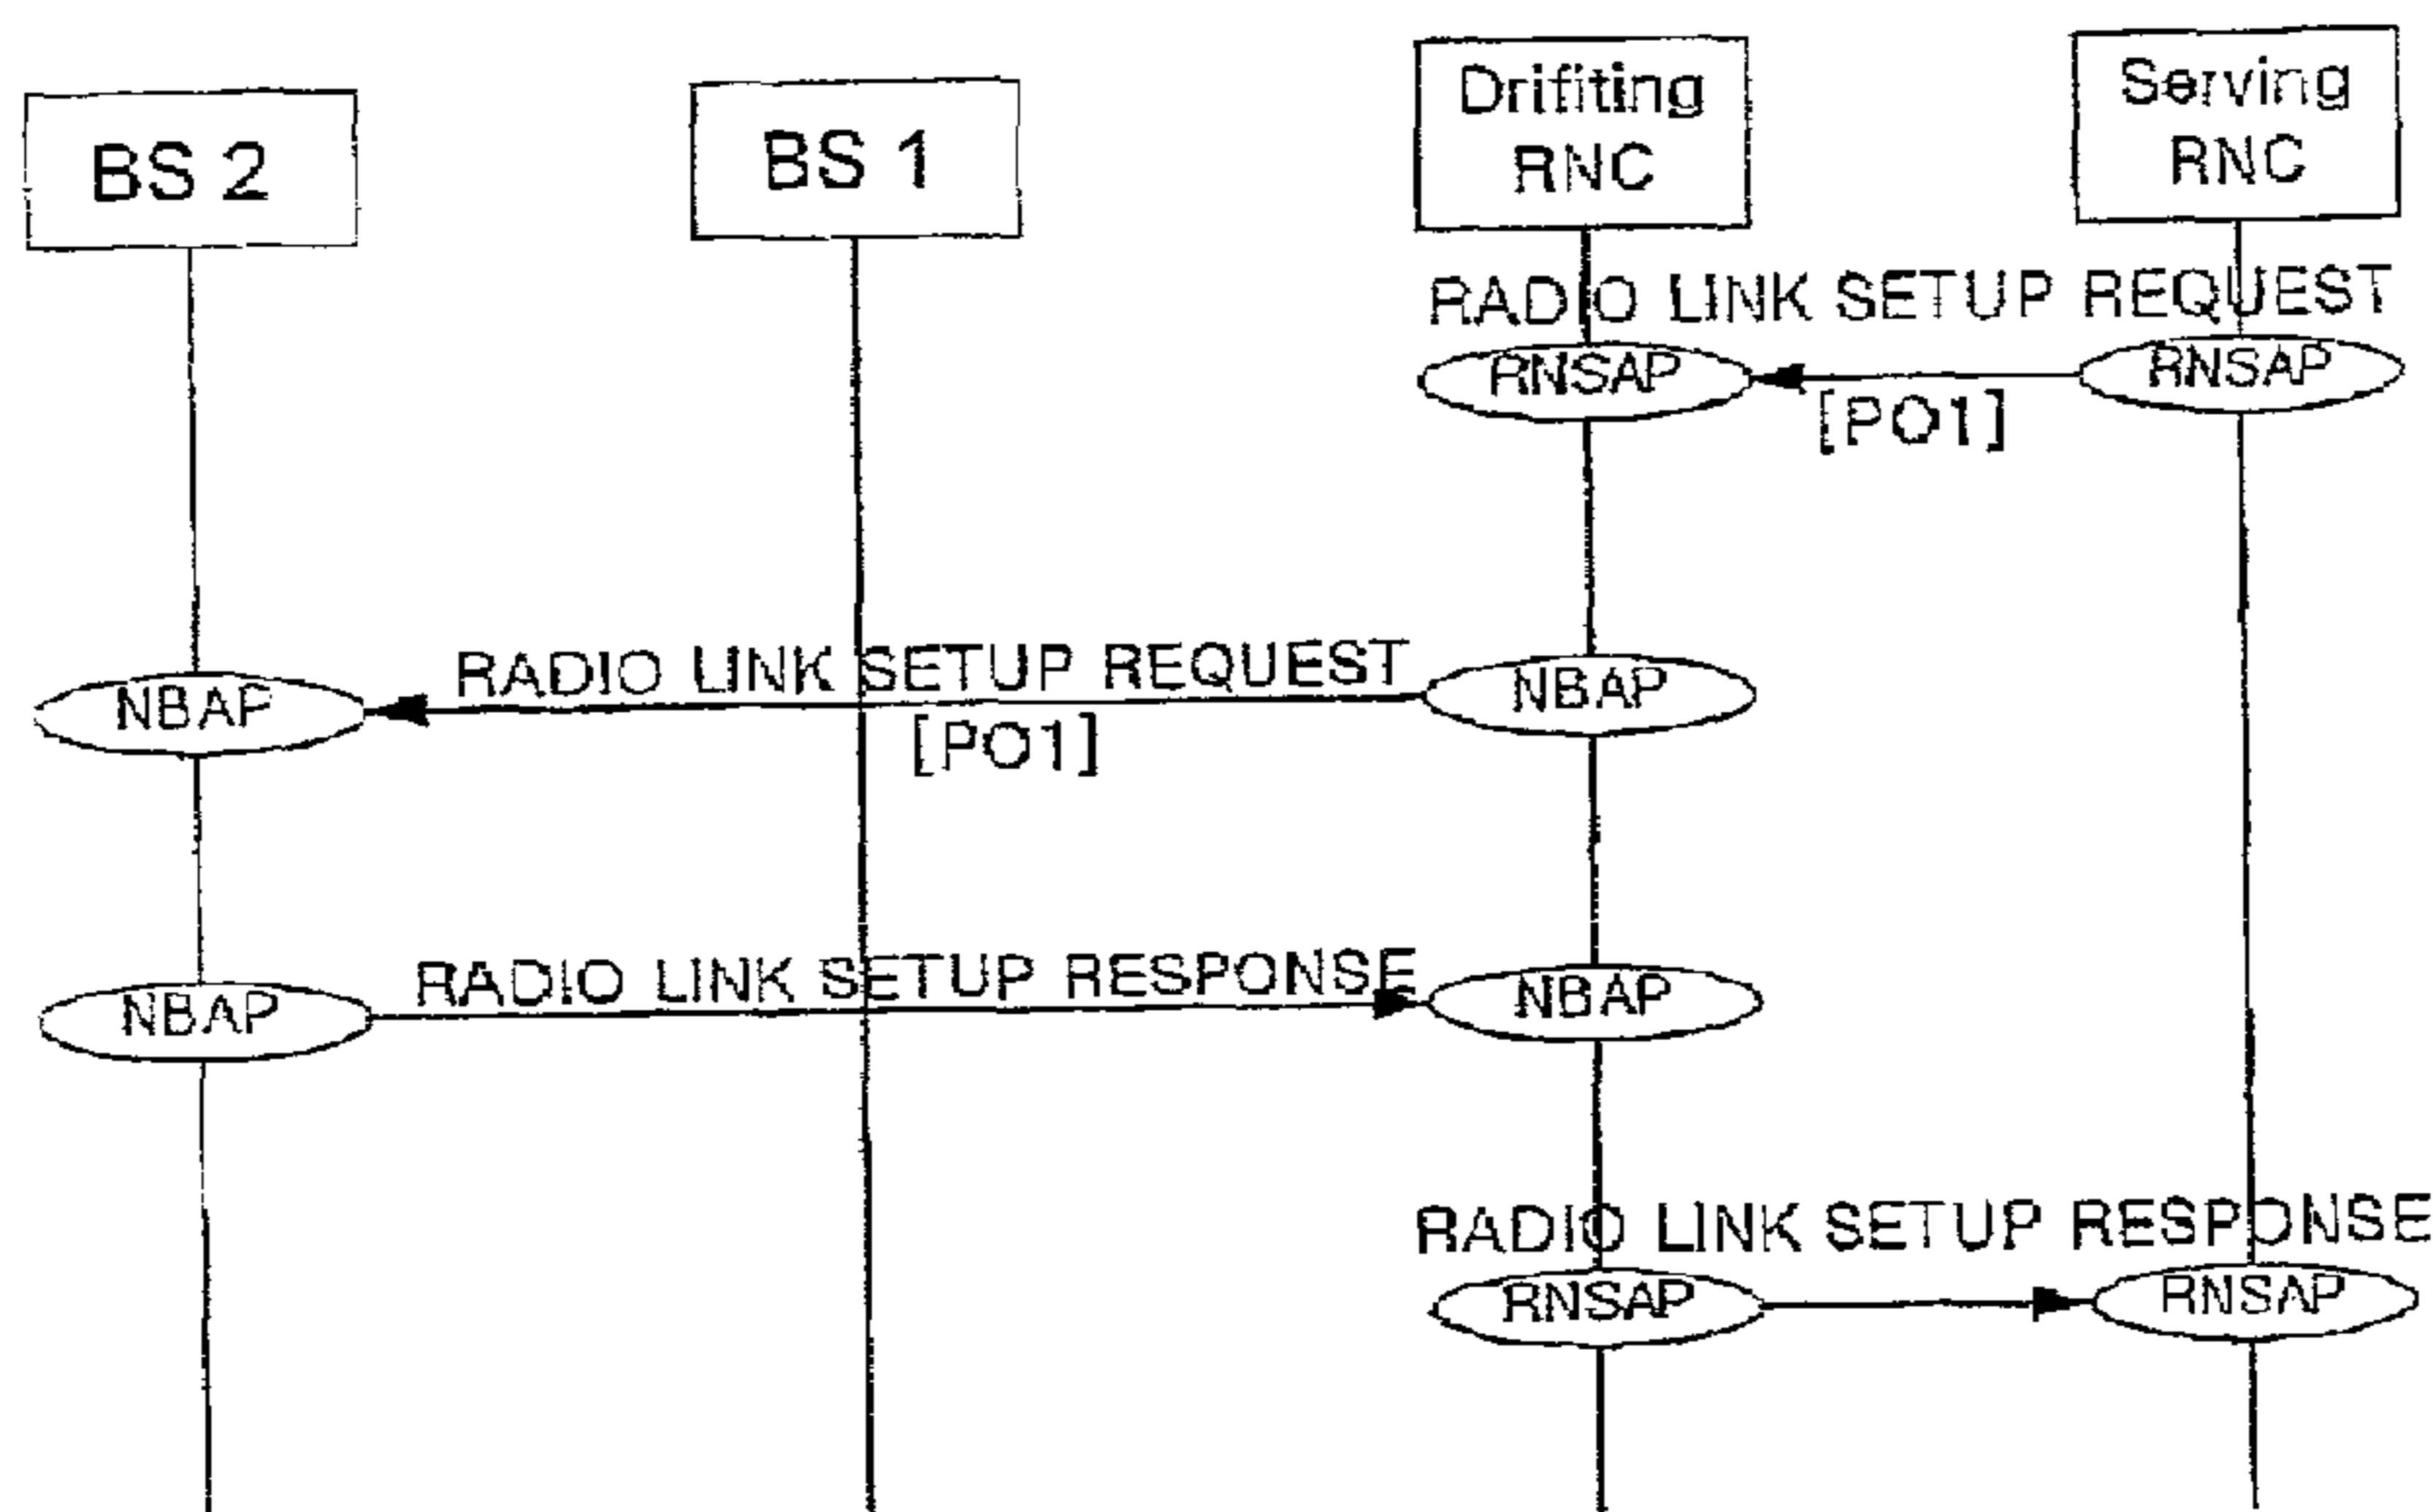 BS 2
BS 1
Drifiting
RNC
Serving
RNC
RADIO LINK SETUP REQUEST
RNSAP
RNSAP
[PO1]
RADIO LINK SETUP REQUEST
NBAP
NBAP
[PO1]
RADIO LINK SETUP RESPONSE
NBAP
NBAP
RADIO LINK SETUP RESPONSE
RNSAP
RNSAP